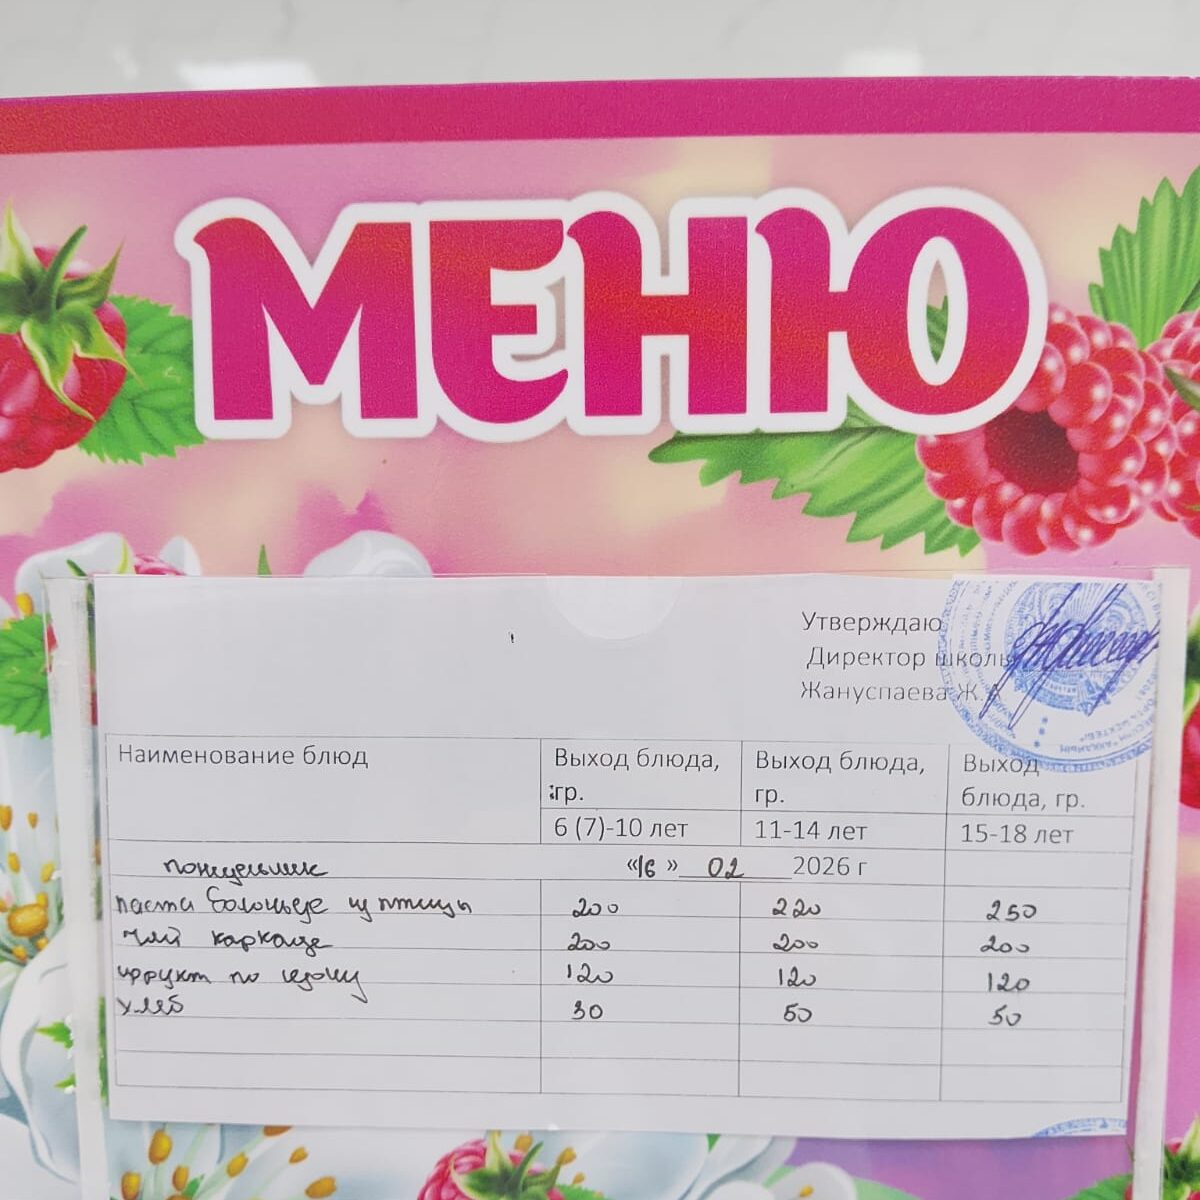 МЕНЮ
Утверждаю
Директор школы
Жануспаева Ж.
Наименование блюд
Выход блюда, гр.
Выход блюда, гр.
Выход блюда, гр.
6 (7)-10 лет
11-14 лет
15-18 лет
понедельник «16» 02 2026 г
паста болоньезе из птицы 200 220 250
чай каркаде 200 200 200
фрукт по сезону 120 120 120
хлеб 30 50 50